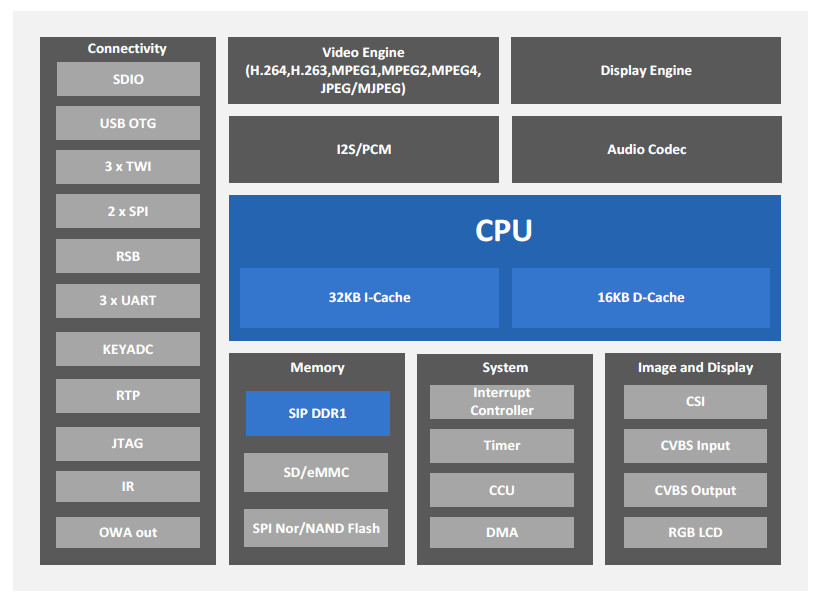 Connectivity
SDIO
USB OTG
3 x TWI
2 x SPI
RSB
3 x UART
KEYADC
RTP
JTAG
IR
OWA out
Video Engine
(H.264,H.263,MPEG1,MPEG2,MPEG4,
JPEG/MJPEG)
Display Engine
I2S/PCM
Audio Codec
CPU
32KB I-Cache
16KB D-Cache
Memory
SIP DDR1
SD/eMMC
SPI Nor/NAND Flash
System
Interrupt
Controller
Timer
CCU
DMA
Image and Display
CSI
CVBS Input
CVBS Output
RGB LCD